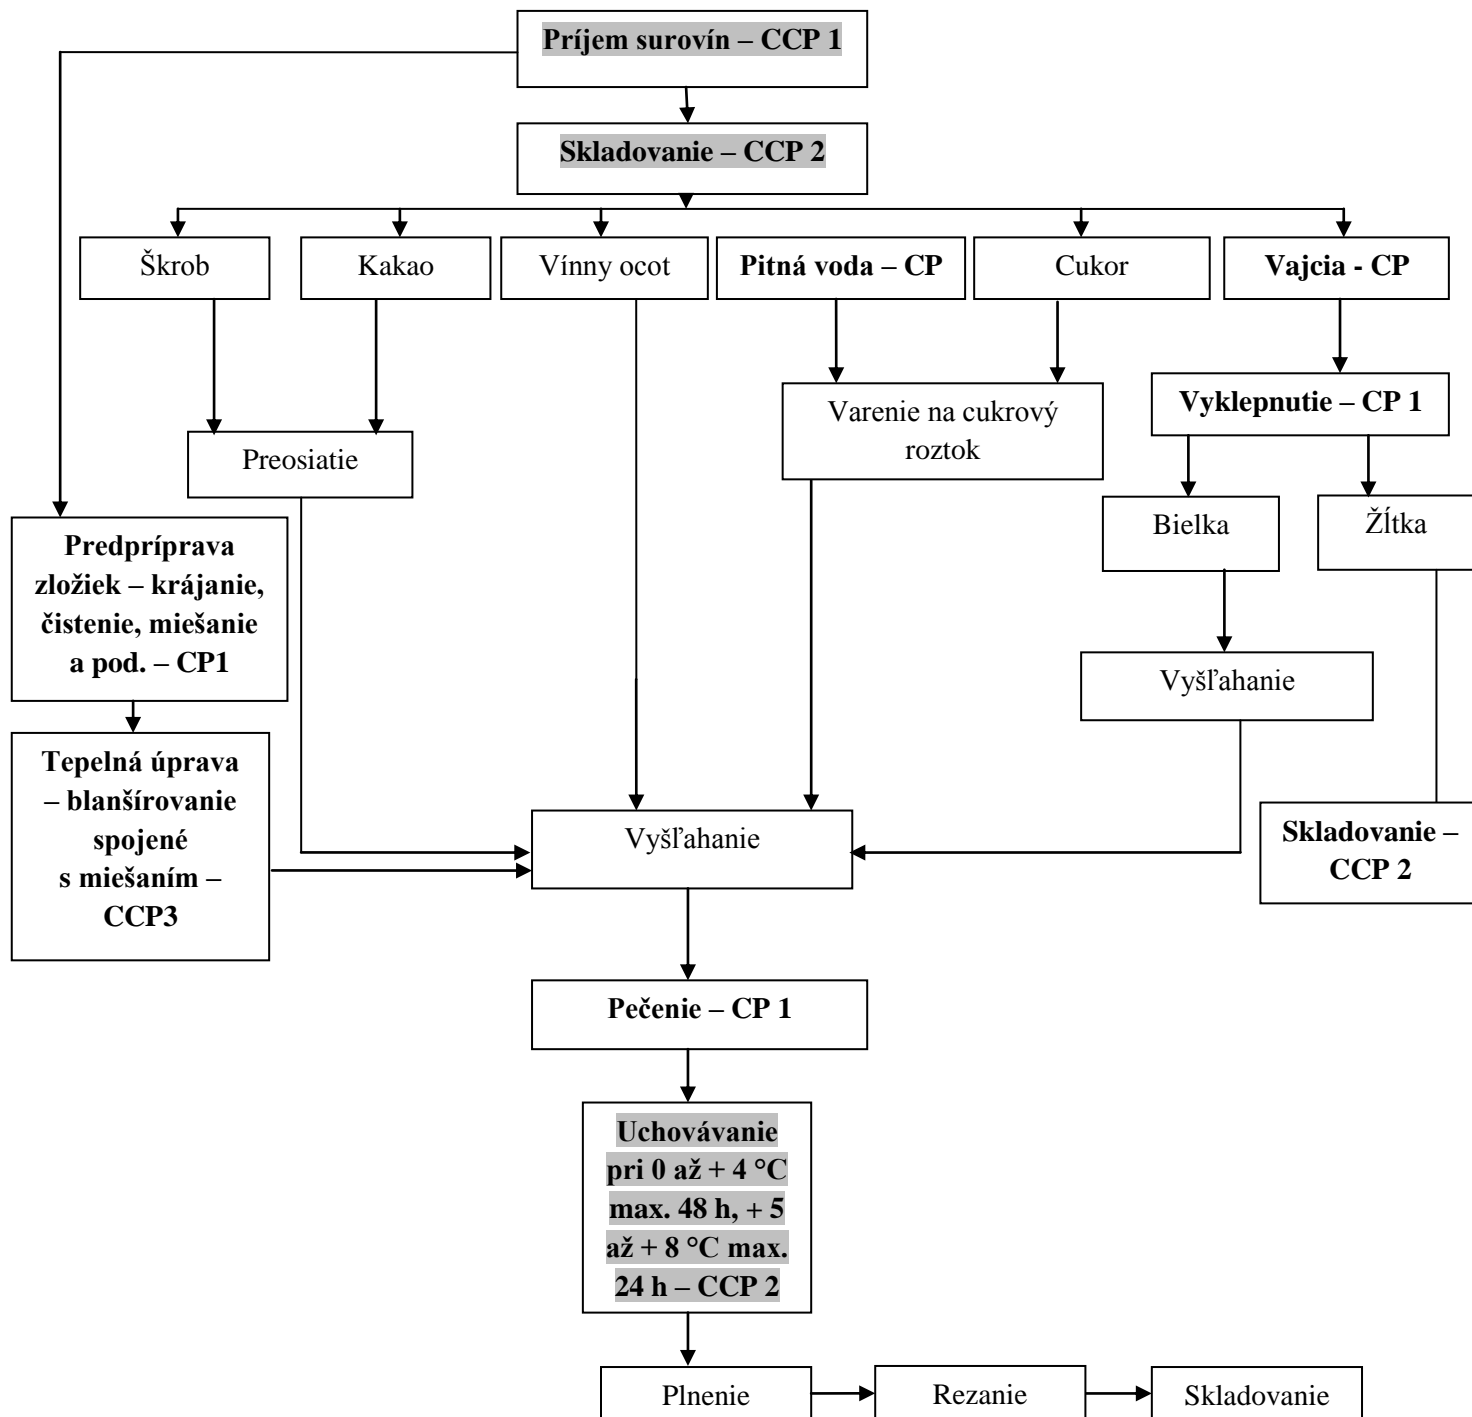 Príjem surovín – CCP 1
Skladovanie – CCP 2
Škrob
Kakao
Vínny ocot
Pitná voda – CP
Cukor
Vajcia - CP
Varenie na cukrový
roztok
Vyklepnutie – CP 1
Preosiatie
Bielka
Žĺtka
Predpríprava
zložiek – krájanie,
čistenie, miešanie
a pod. – CP1
Vyšľahanie
Tepelná úprava
– blanšírovanie
spojené
s miešaním –
CCP3
Vyšľahanie
Skladovanie –
CCP 2
Pečenie – CP 1
Uchovávanie
pri 0 až + 4 °C
max. 48 h, + 5
až + 8 °C max.
24 h – CCP 2
Plnenie
Rezanie
Skladovanie